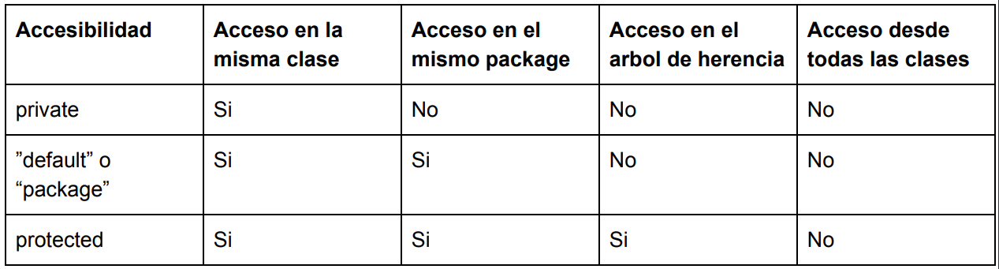 Accesibilidad
Acceso en la
misma clase
Acceso en el
mismo package
Acceso en el
arbol de herencia
Acceso desde
todas las clases
private
Si
No
No
No
”default” o
“package”
Si
Si
No
No
protected
Si
Si
Si
No